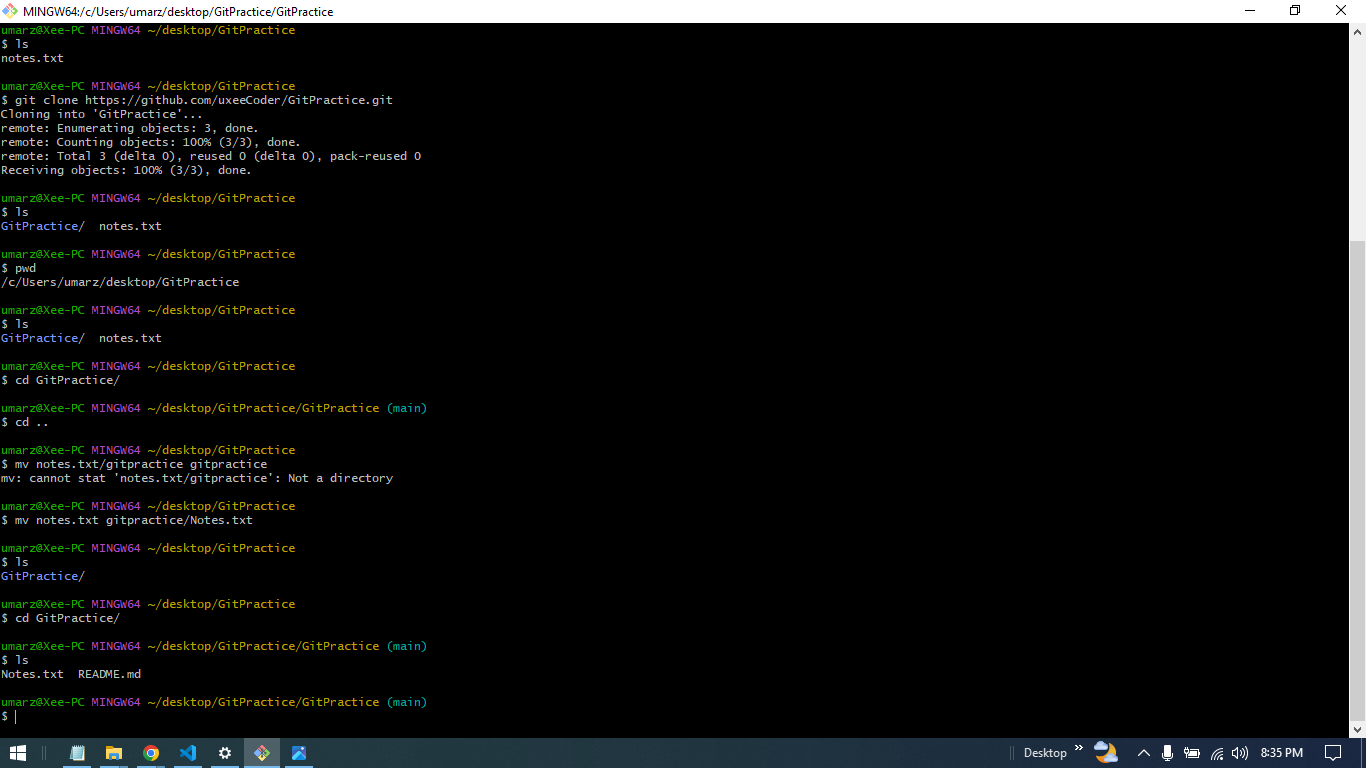 MINGW64:/c/Users/umarz/desktop/GitPractice/GitPractice
umarz@Xee-PC MINGW64 ~/desktop/GitPractice
$ ls
notes.txt
umarz@Xee-PC MINGW64 ~/desktop/GitPractice
$ git clone https://github.com/uxeeCoder/GitPractice.git
Cloning into 'GitPractice'...
remote: Enumerating objects: 3, done.
remote: Counting objects: 100% (3/3), done.
remote: Total 3 (delta 0), reused 0 (delta 0), pack-reused 0
Receiving objects: 100% (3/3), done.
umarz@Xee-PC MINGW64 ~/desktop/GitPractice
$ ls
GitPractice/  notes.txt
umarz@Xee-PC MINGW64 ~/desktop/GitPractice
$ pwd
/c/Users/umarz/desktop/GitPractice
umarz@Xee-PC MINGW64 ~/desktop/GitPractice
$ ls
GitPractice/  notes.txt
umarz@Xee-PC MINGW64 ~/desktop/GitPractice
$ cd GitPractice/
umarz@Xee-PC MINGW64 ~/desktop/GitPractice/GitPractice (main)
$ cd ..
umarz@Xee-PC MINGW64 ~/desktop/GitPractice
$ mv notes.txt/gitpractice gitpractice
mv: cannot stat 'notes.txt/gitpractice': Not a directory
umarz@Xee-PC MINGW64 ~/desktop/GitPractice
$ mv notes.txt gitpractice/Notes.txt
umarz@Xee-PC MINGW64 ~/desktop/GitPractice
$ ls
GitPractice/
umarz@Xee-PC MINGW64 ~/desktop/GitPractice
$ cd GitPractice/
umarz@Xee-PC MINGW64 ~/desktop/GitPractice/GitPractice (main)
$ ls
Notes.txt  README.md
umarz@Xee-PC MINGW64 ~/desktop/GitPractice/GitPractice (main)
$
Desktop » 8:35 PM